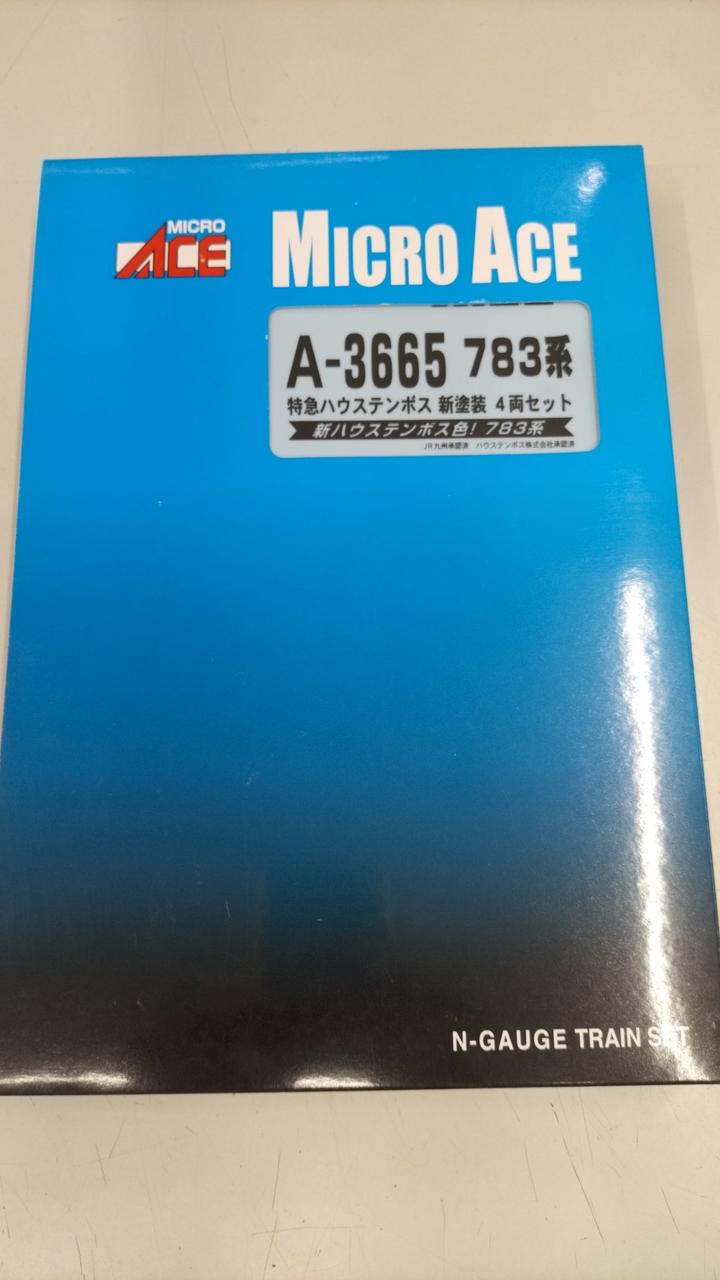 MICRO
ACE
MICRO ACE
A-3665 783系
特急ハウステンボス 新塗装 4両セット
新ハウステンボス色! 783系
JR九州承認済 ハウステンボス株式会社承認済
N-GAUGE TRAIN SET